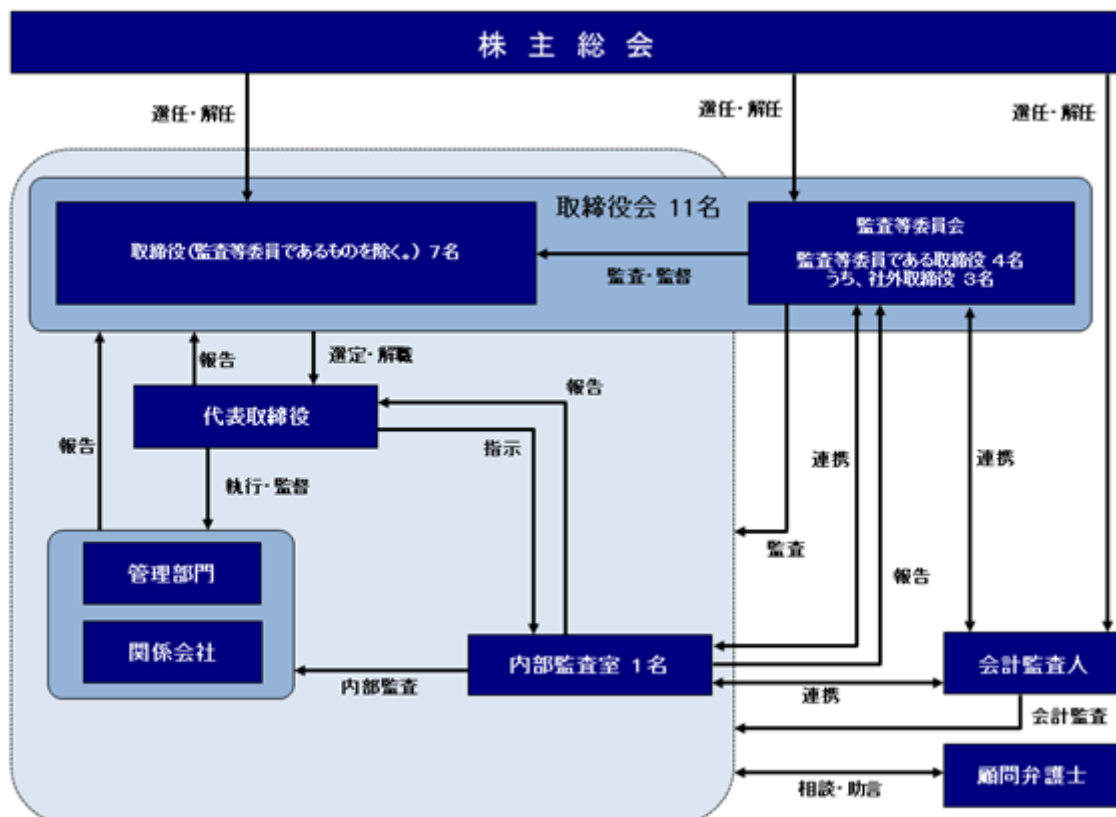 株主総会
選任・解任
選任・解任
選任・解任
取締役会 11名
取締役(監査等委員であるものを除く。) 7名
監査等委員会
監査等委員である取締役 4名
うち、社外取締役 3名
監査・監督
報告
選定・解職
報告
代表取締役
報告
指示
連携
連携
執行・監督
監査
報告
管理部門
関係会社
内部監査室 1名
会計監査人
内部監査
連携
会計監査
顧問弁護士
相談・助言